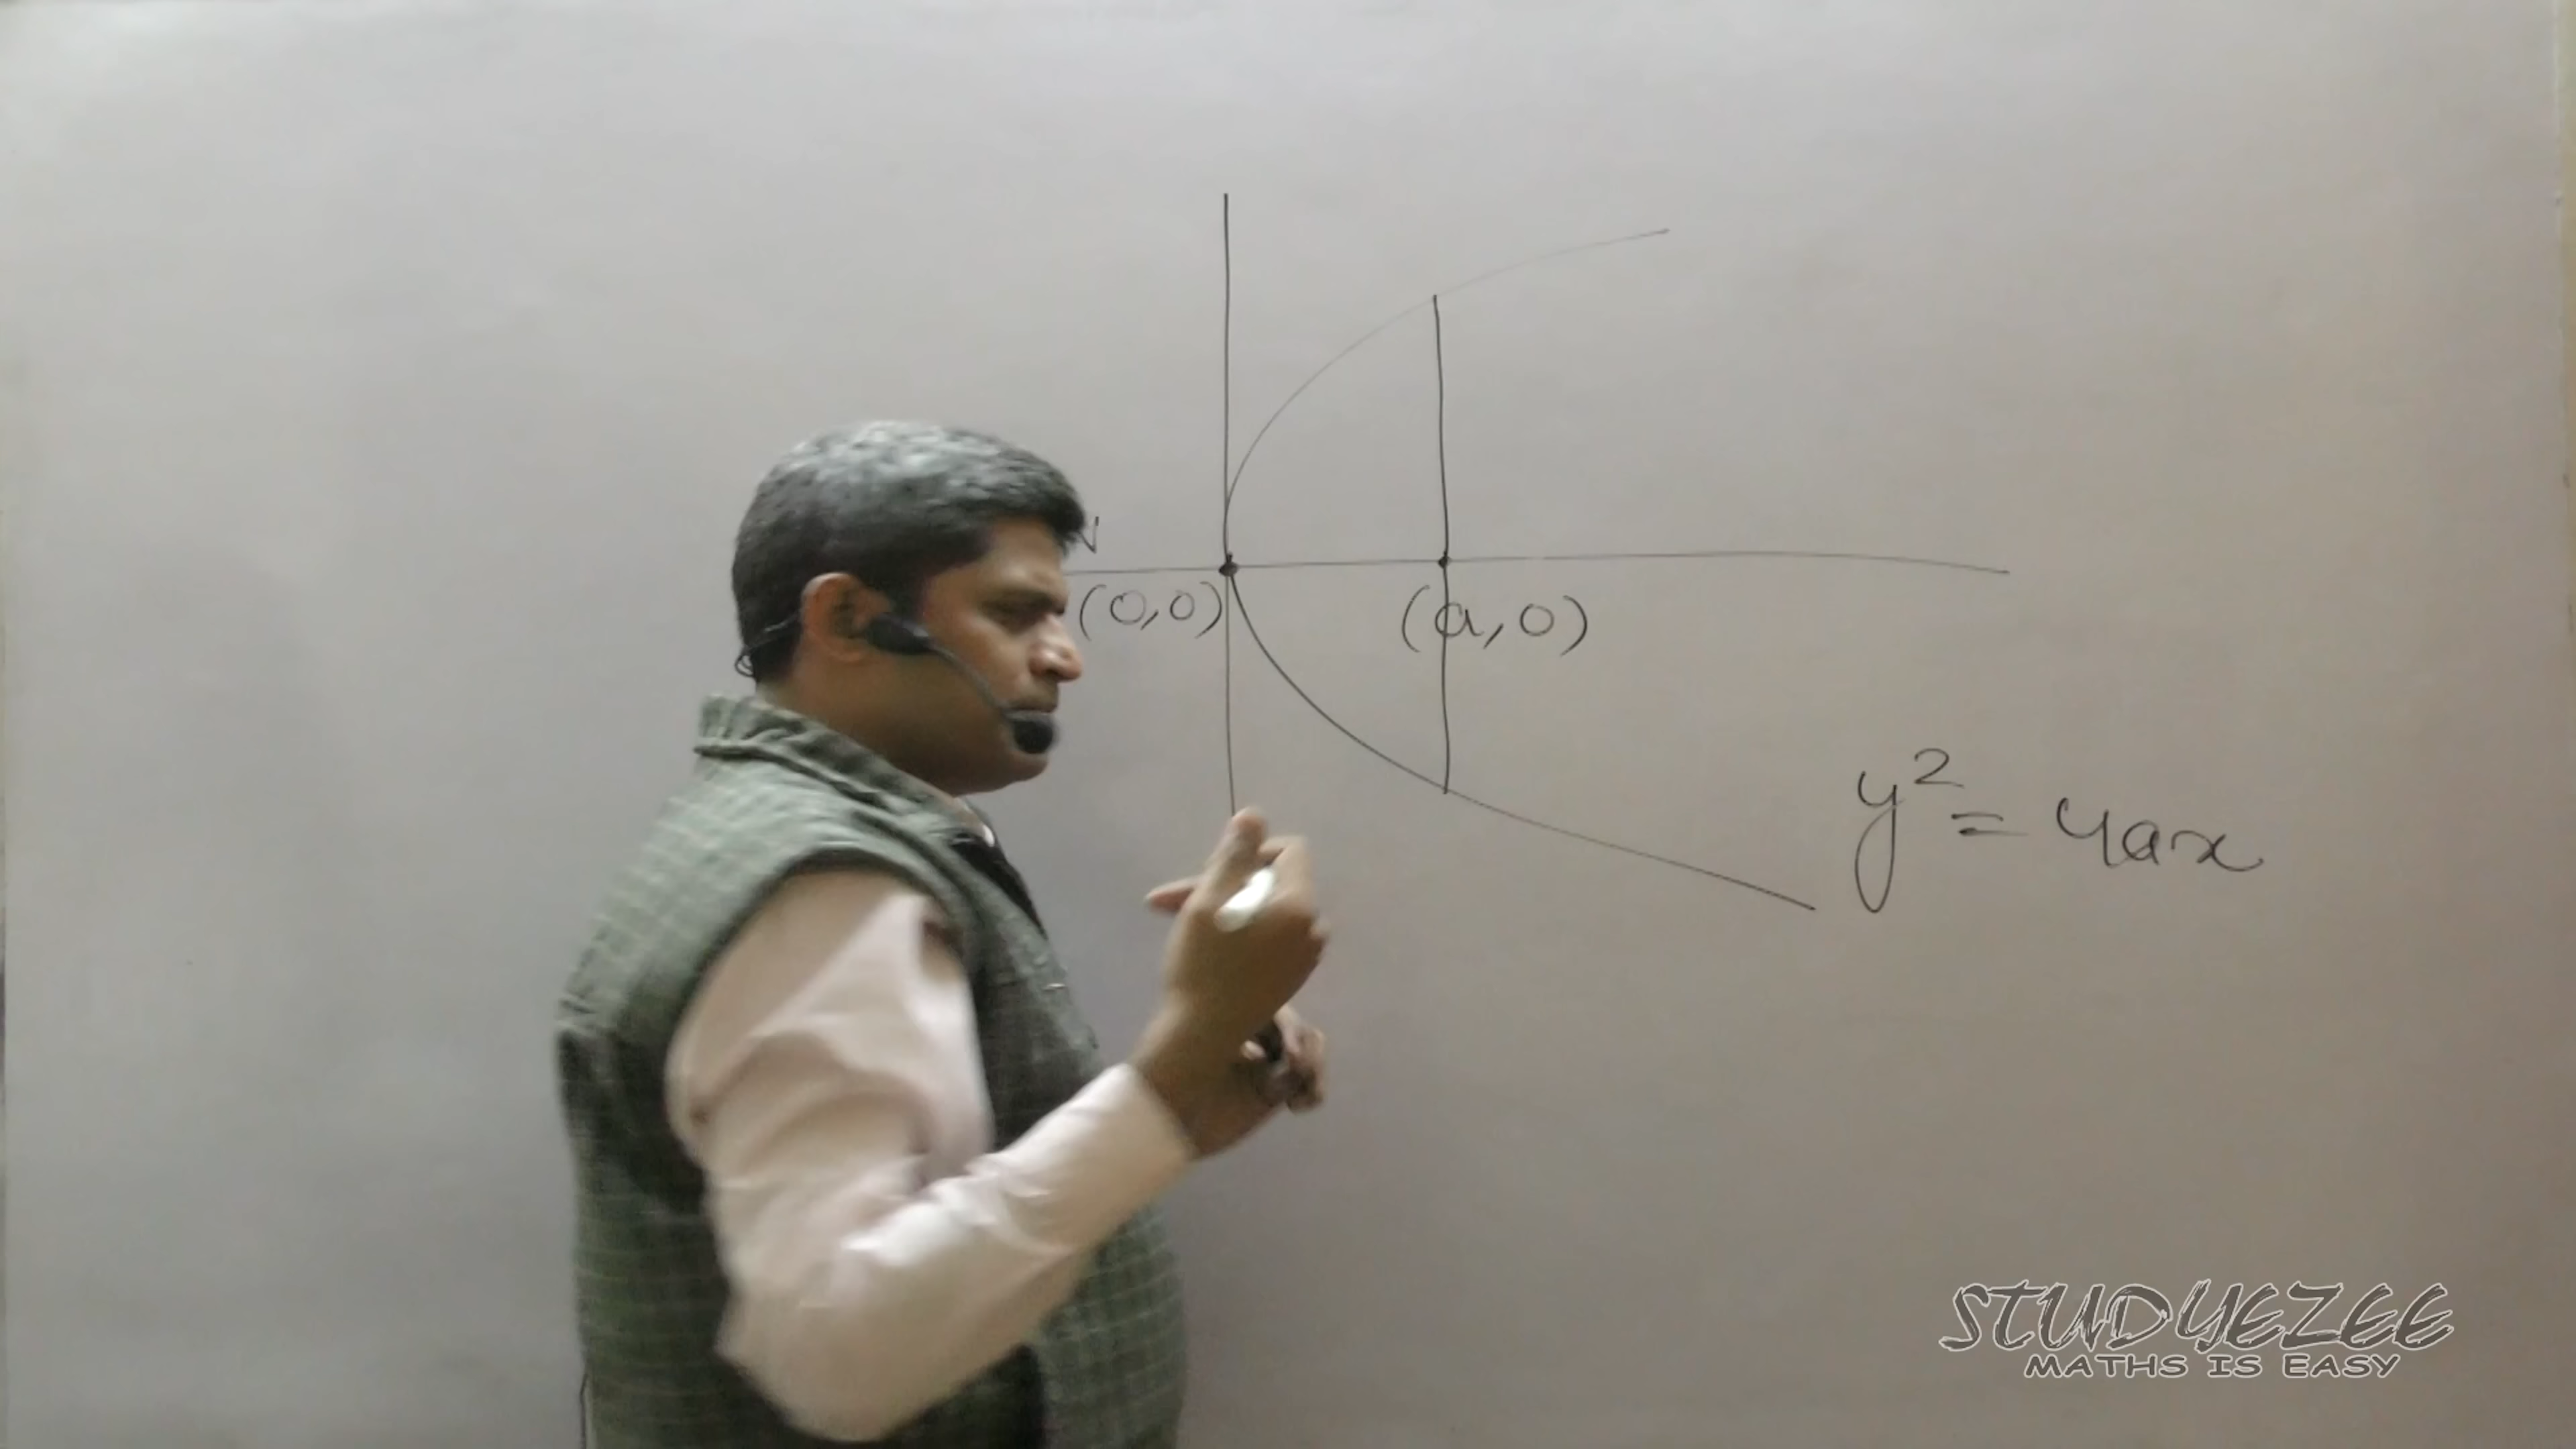 (0,0)
(a,0)
y² = 4ax
STUDYEZEE
MATHS IS EASY